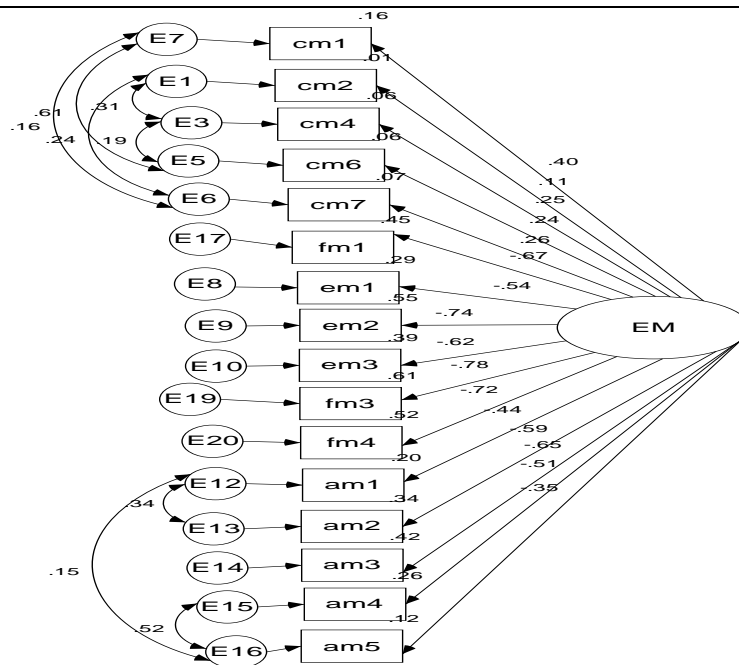 .16
E7 cm1
.01
E1 cm2
.06
.61 .31
.16 E3 cm4
.06
.24 .19
E5 cm6
.40
.07
.11
E6 cm7
.25
.45
.24
E17 fm1
.26
.29
-.67
E8 em1
-.54
.55
-.74
E9 em2
EM
.39
-.62
E10 em3
.61
-.78
E19 fm3
-.72
.52
-.44
E20 fm4
-.59
.20
-.65
E12 am1
-.51
.34
-.35
.34
E13 am2
.42
E14 am3
.15
.26
E15 am4
.12
.52
E16 am5